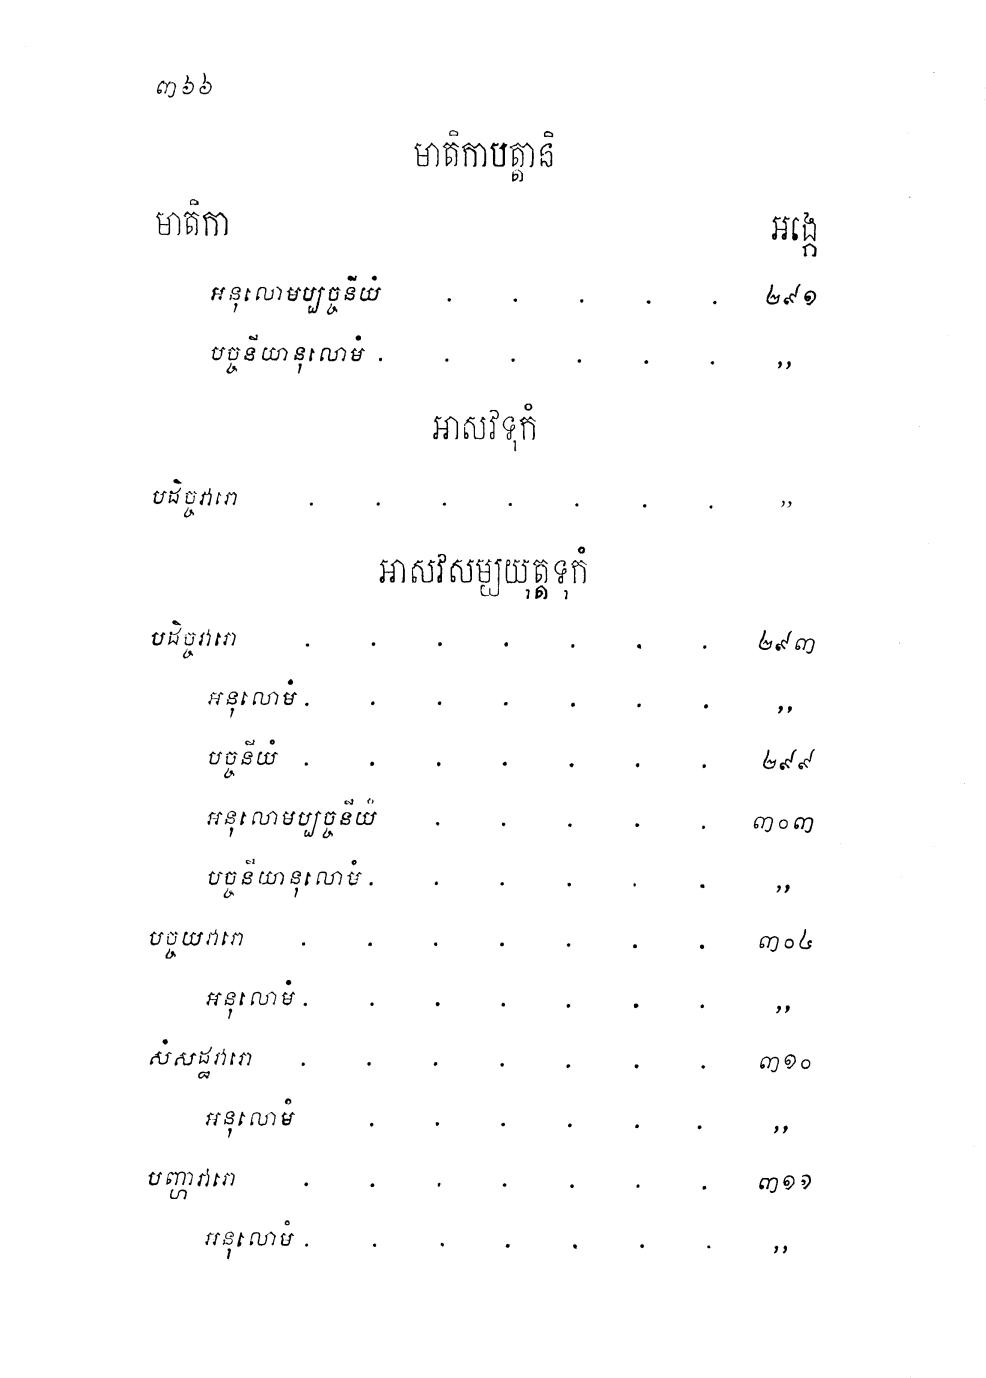 ៣៦៦
មាតិកាបត្តានិ
មាតិកា អង្កេ
អនុលោមប្បច្ចនីយំ . . . . . ២៩១
បច្ចនីយានុលោមំ . . . . . . ,,
អាសវទុកំ
បដិច្ចវារោ . . . . . . . ,,
អាសវសម្បយុត្តទុកំ
បដិច្ចវារោ . . . . . . . ២៩៣
អនុលោមំ . . . . . . . ,,
បច្ចនីយំ . . . . . . . ២៩៩
អនុលោមប្បច្ចនីយំ . . . . . ៣០៣
បច្ចនីយានុលោមំ . . . . . . ,,
បច្ចយវារោ . . . . . . . ៣០៤
អនុលោមំ . . . . . . . ,,
សំសដ្ឋវារោ . . . . . . . ៣១០
អនុលោមំ . . . . . . ,,
បញ្ហាវារោ . . . . . . . ៣១១
អនុលោមំ . . . . . . . ,,